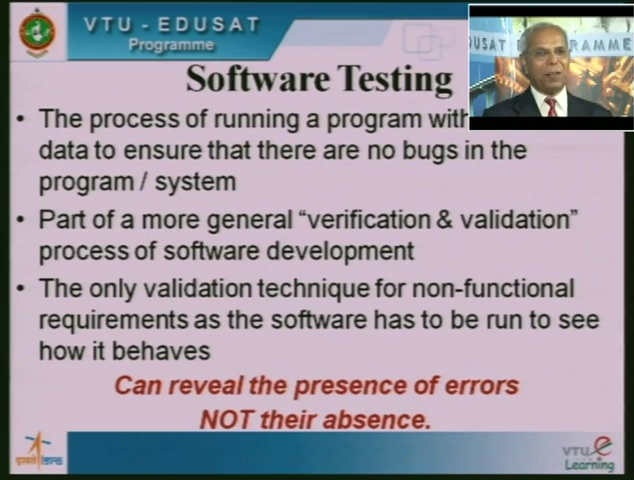 VTU - EDUSAT
Programme
Software Testing
• The process of running a program with
data to ensure that there are no bugs in the
program / system
• Part of a more general “verification & validation”
process of software development
• The only validation technique for non-functional
requirements as the software has to be run to see
how it behaves
Can reveal the presence of errors
NOT their absence.
VTU e
Learning